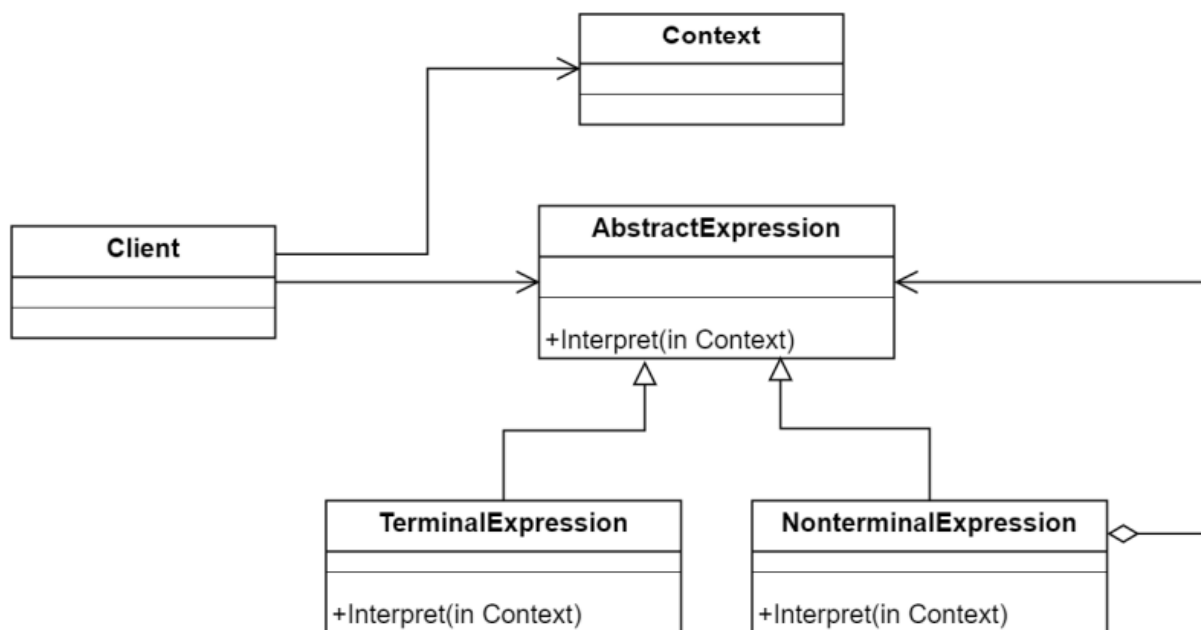 Context
Client
AbstractExpression
+Interpret(in Context)
TerminalExpression
NonterminalExpression
+Interpret(in Context)
+Interpret(in Context)